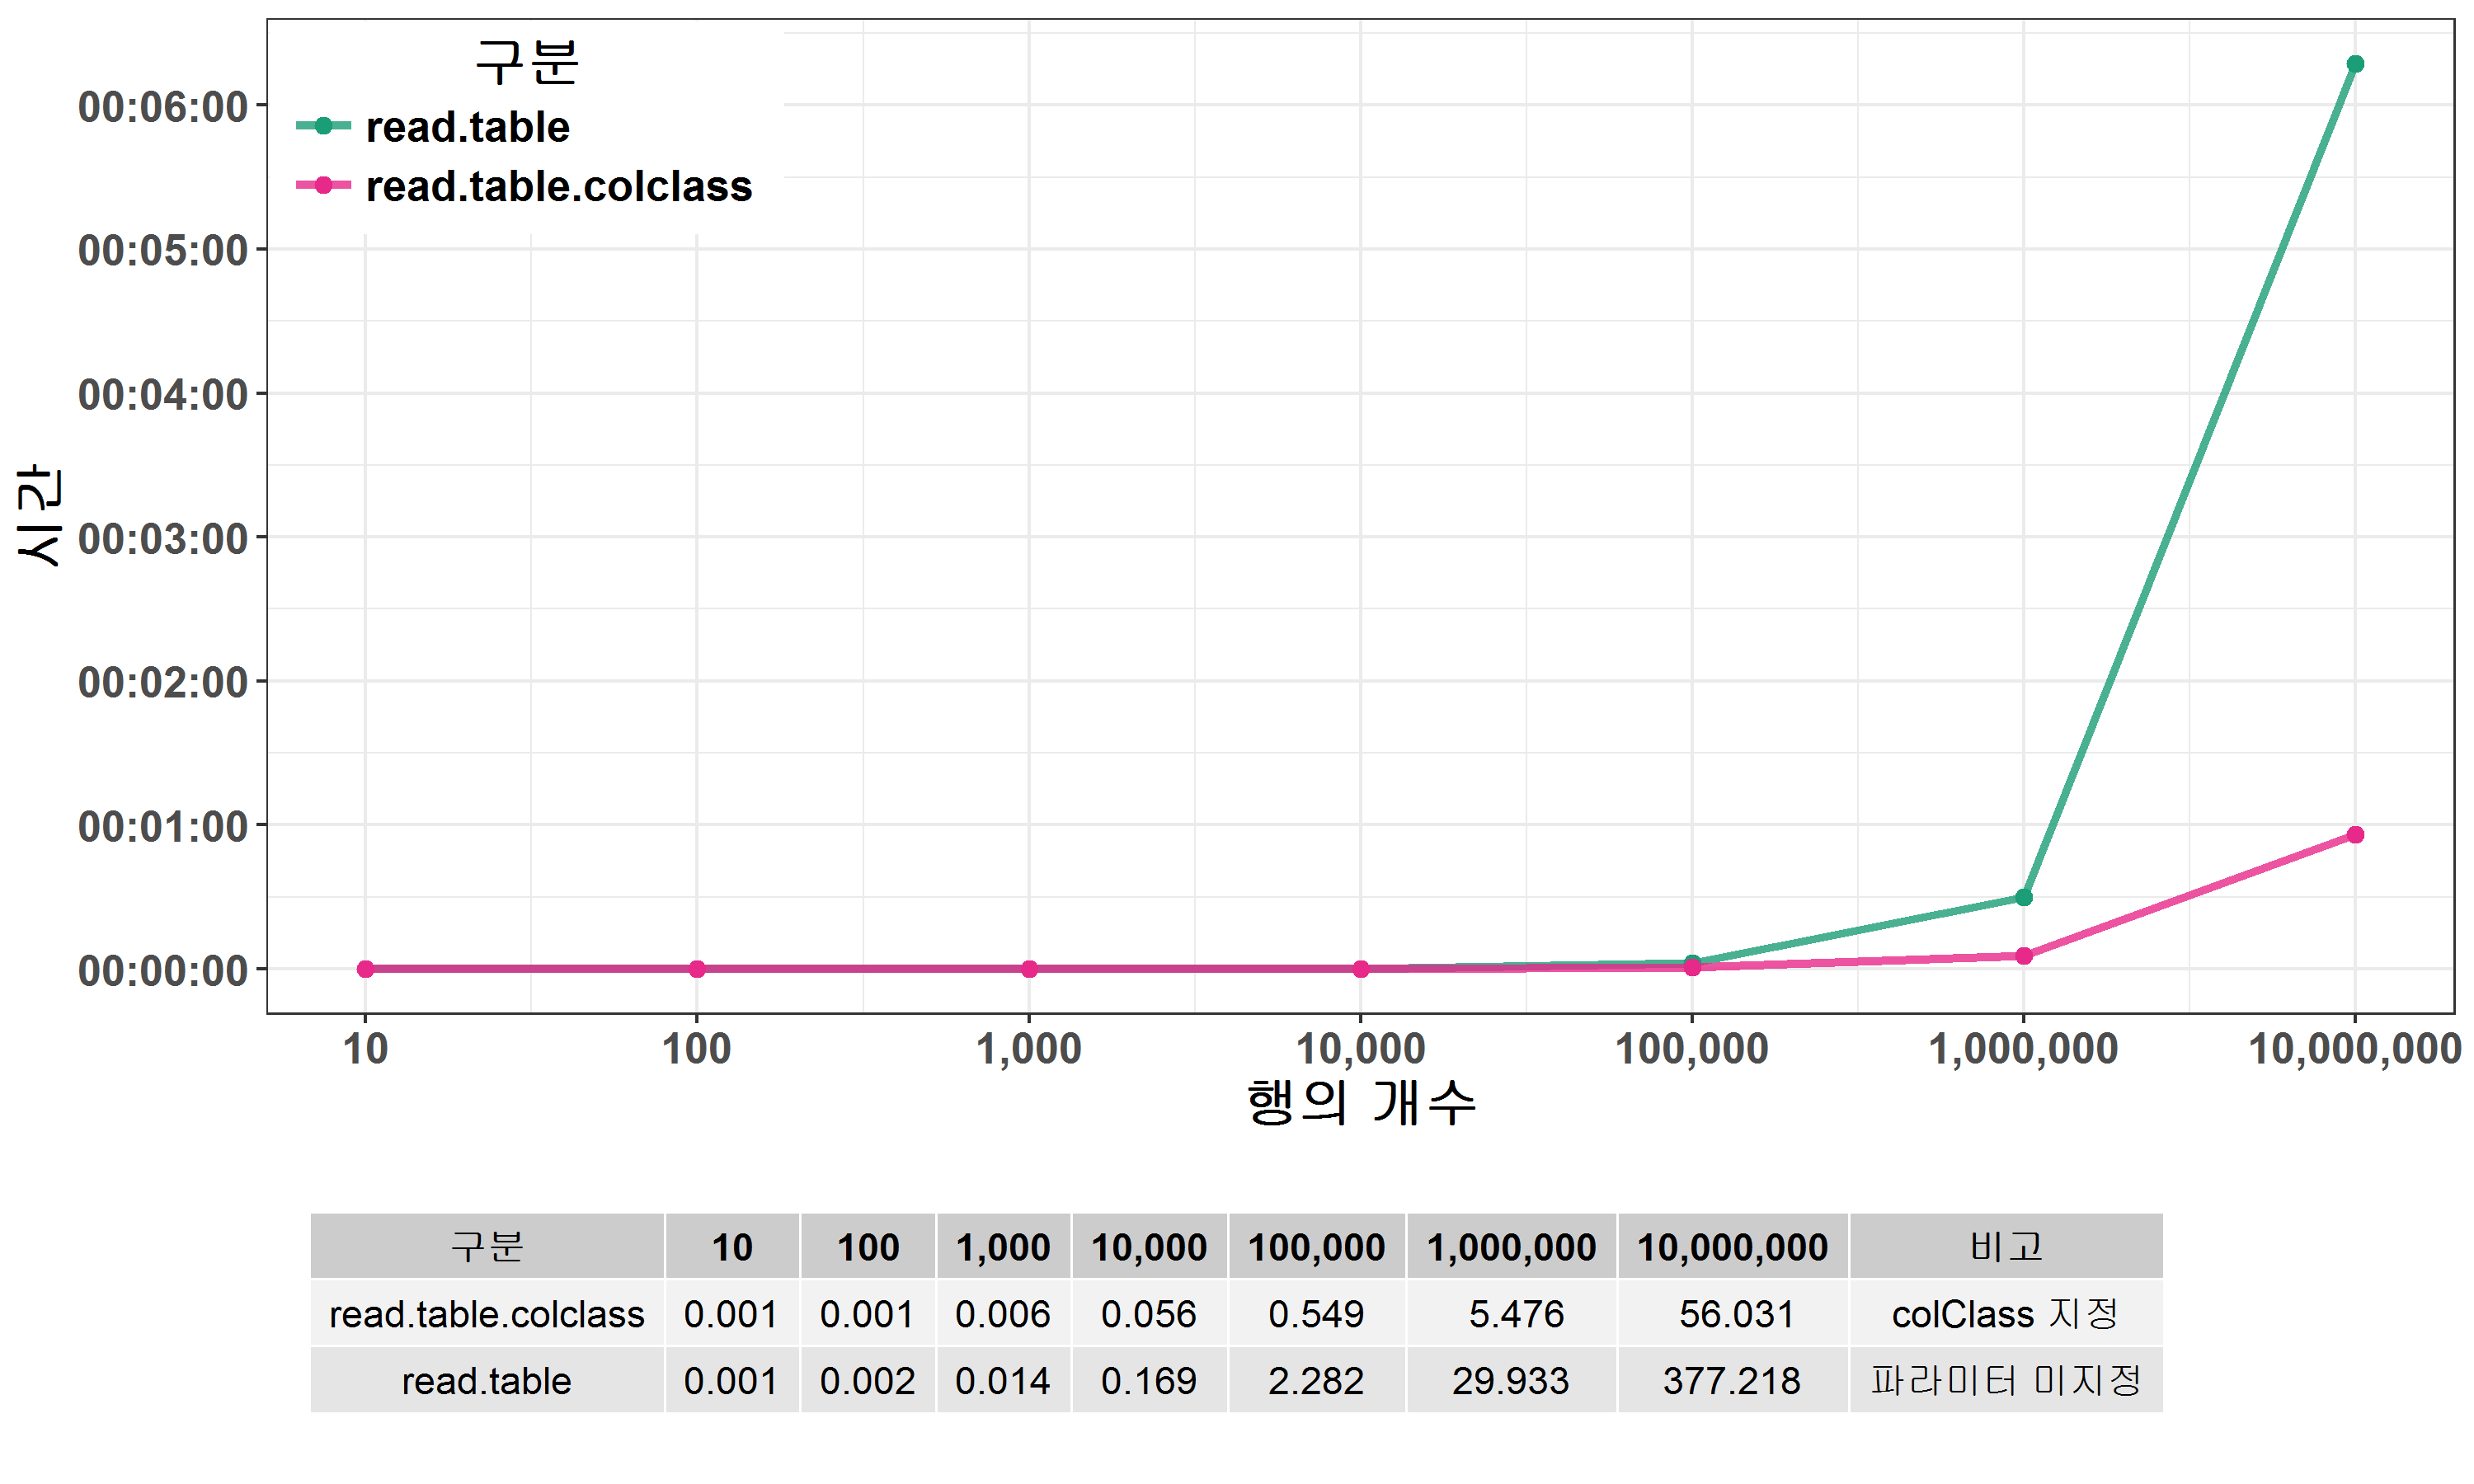 구분
read.table
read.table.colclass
00:06:00
00:05:00
00:04:00
00:03:00
00:02:00
00:01:00
00:00:00
시간
10 100 1,000 10,000 100,000 1,000,000 10,000,000
행의 개수
구분 10 100 1,000 10,000 100,000 1,000,000 10,000,000 비고
read.table.colclass 0.001 0.001 0.006 0.056 0.549 5.476 56.031 colClass 지정
read.table 0.001 0.002 0.014 0.169 2.282 29.933 377.218 파라미터 미지정